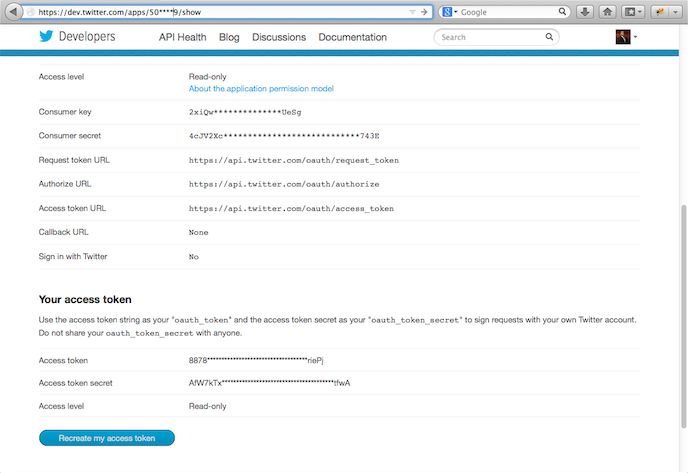 https://dev.twitter.com/apps/50****9/show
Google
Developers
API Health Blog Discussions Documentation
Search
Access level Read-only
About the application permission model
Consumer key 2xiQw**************UeSg
Consumer secret 4cJV2Xc****************************743E
Request token URL https://api.twitter.com/oauth/request_token
Authorize URL https://api.twitter.com/oauth/authorize
Access token URL https://api.twitter.com/oauth/access_token
Callback URL None
Sign in with Twitter No
Your access token
Use the access token string as your "oauth_token" and the access token secret as your "oauth_token_secret" to sign requests with your own Twitter account.
Do not share your oauth_token_secret with anyone.
Access token 8878***********************************riePj
Access token secret AfW7kTx***************************************tfwA
Access level Read-only
Recreate my access token